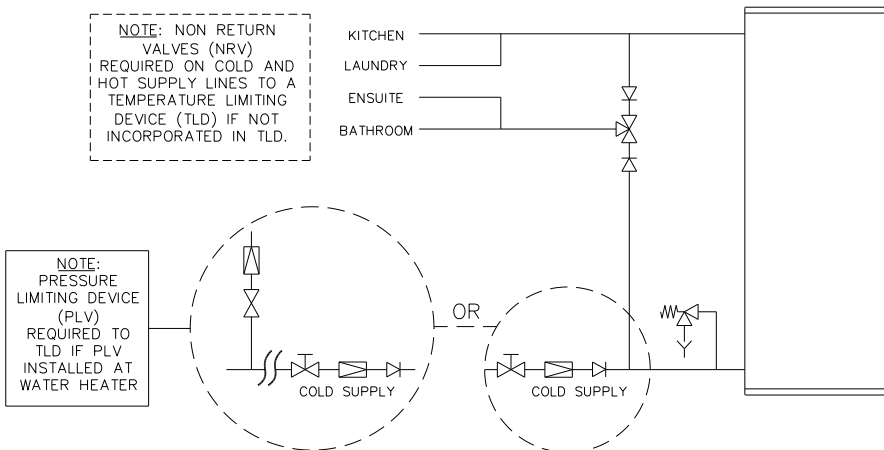 NOTE: NON RETURN
VALVES (NRV)
REQUIRED ON COLD AND
HOT SUPPLY LINES TO A
TEMPERATURE LIMITING
DEVICE (TLD) IF NOT
INCORPORATED IN TLD.
KITCHEN
LAUNDRY
ENSUITE
BATHROOM
NOTE:
PRESSURE
LIMITING DEVICE
(PLV)
REQUIRED TO
TLD IF PLV
INSTALLED AT
WATER HEATER
OR
COLD SUPPLY
COLD SUPPLY